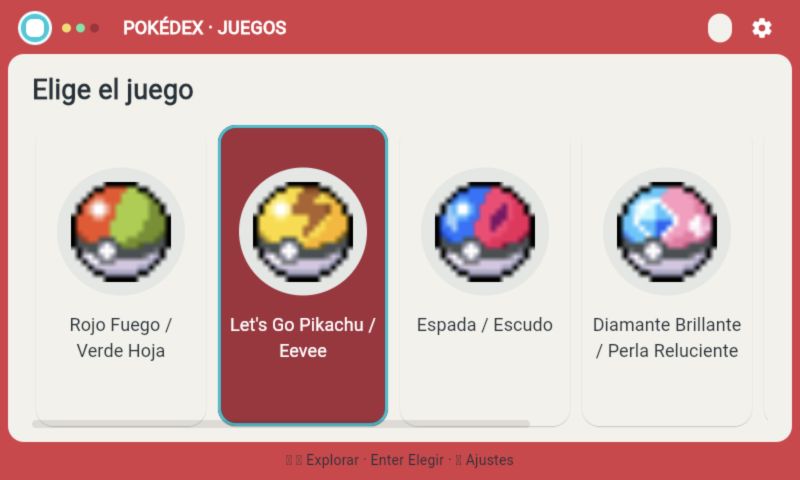 POKÉDEX · JUEGOS
Elige el juego
Rojo Fuego /
Verde Hoja
Let's Go Pikachu /
Eevee
Espada / Escudo
Diamante Brillante
/ Perla Reluciente
Explorar · Enter Elegir · Ajustes